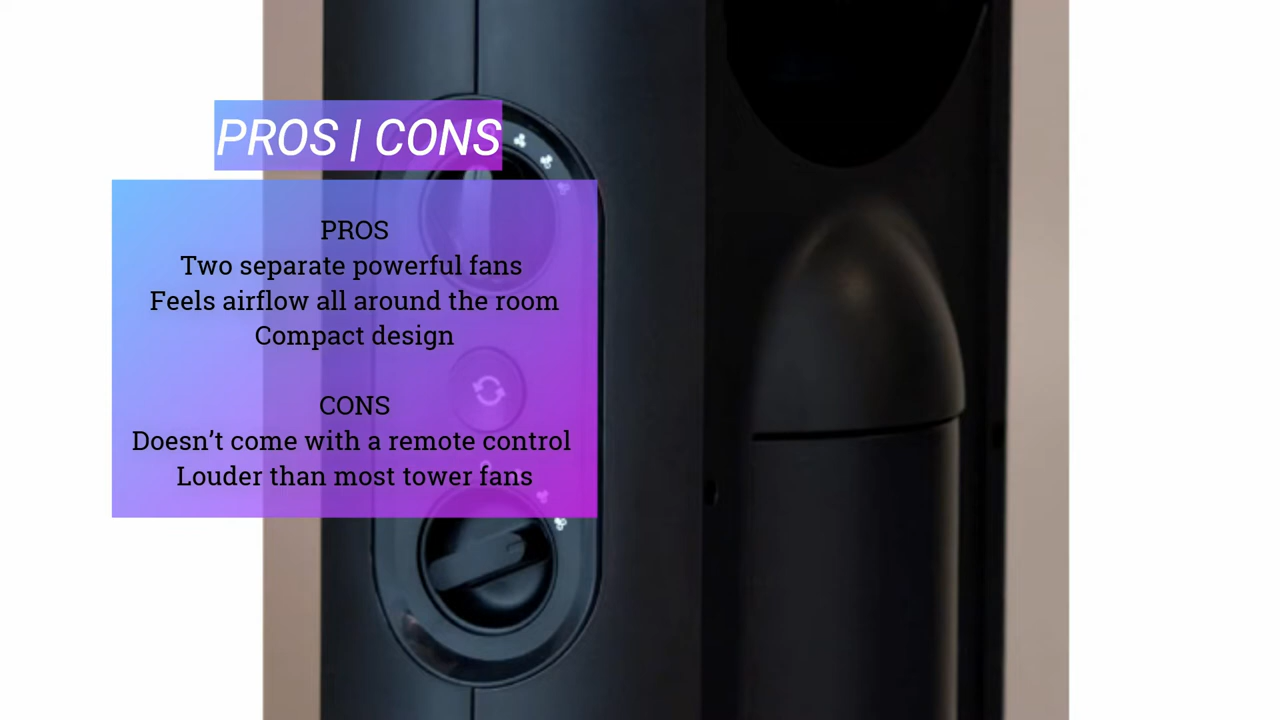 PROS | CONS
PROS
Two separate powerful fans
Feels airflow all around the room
Compact design
CONS
Doesn’t come with a remote control
Louder than most tower fans